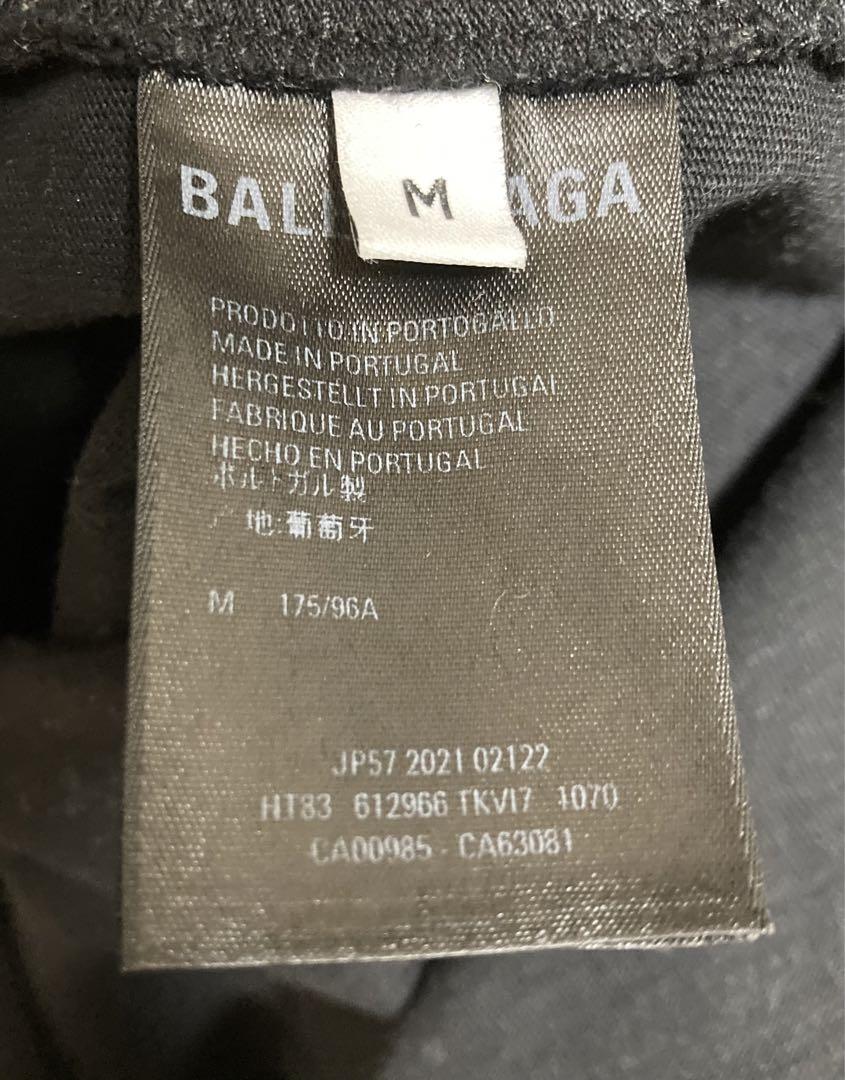 BAL AGA
M
PRODOTTO IN PORTOGALLO
MADE IN PORTUGAL
HERGESTELLT IN PORTUGAL
FABRIQUE AU PORTUGAL
HECHO EN PORTUGAL
ポルトガル製
地:葡萄牙
M 175/96A
JP57 2021 02122
HT83 612966 TKVI7 1070
CA00985 - CA63081